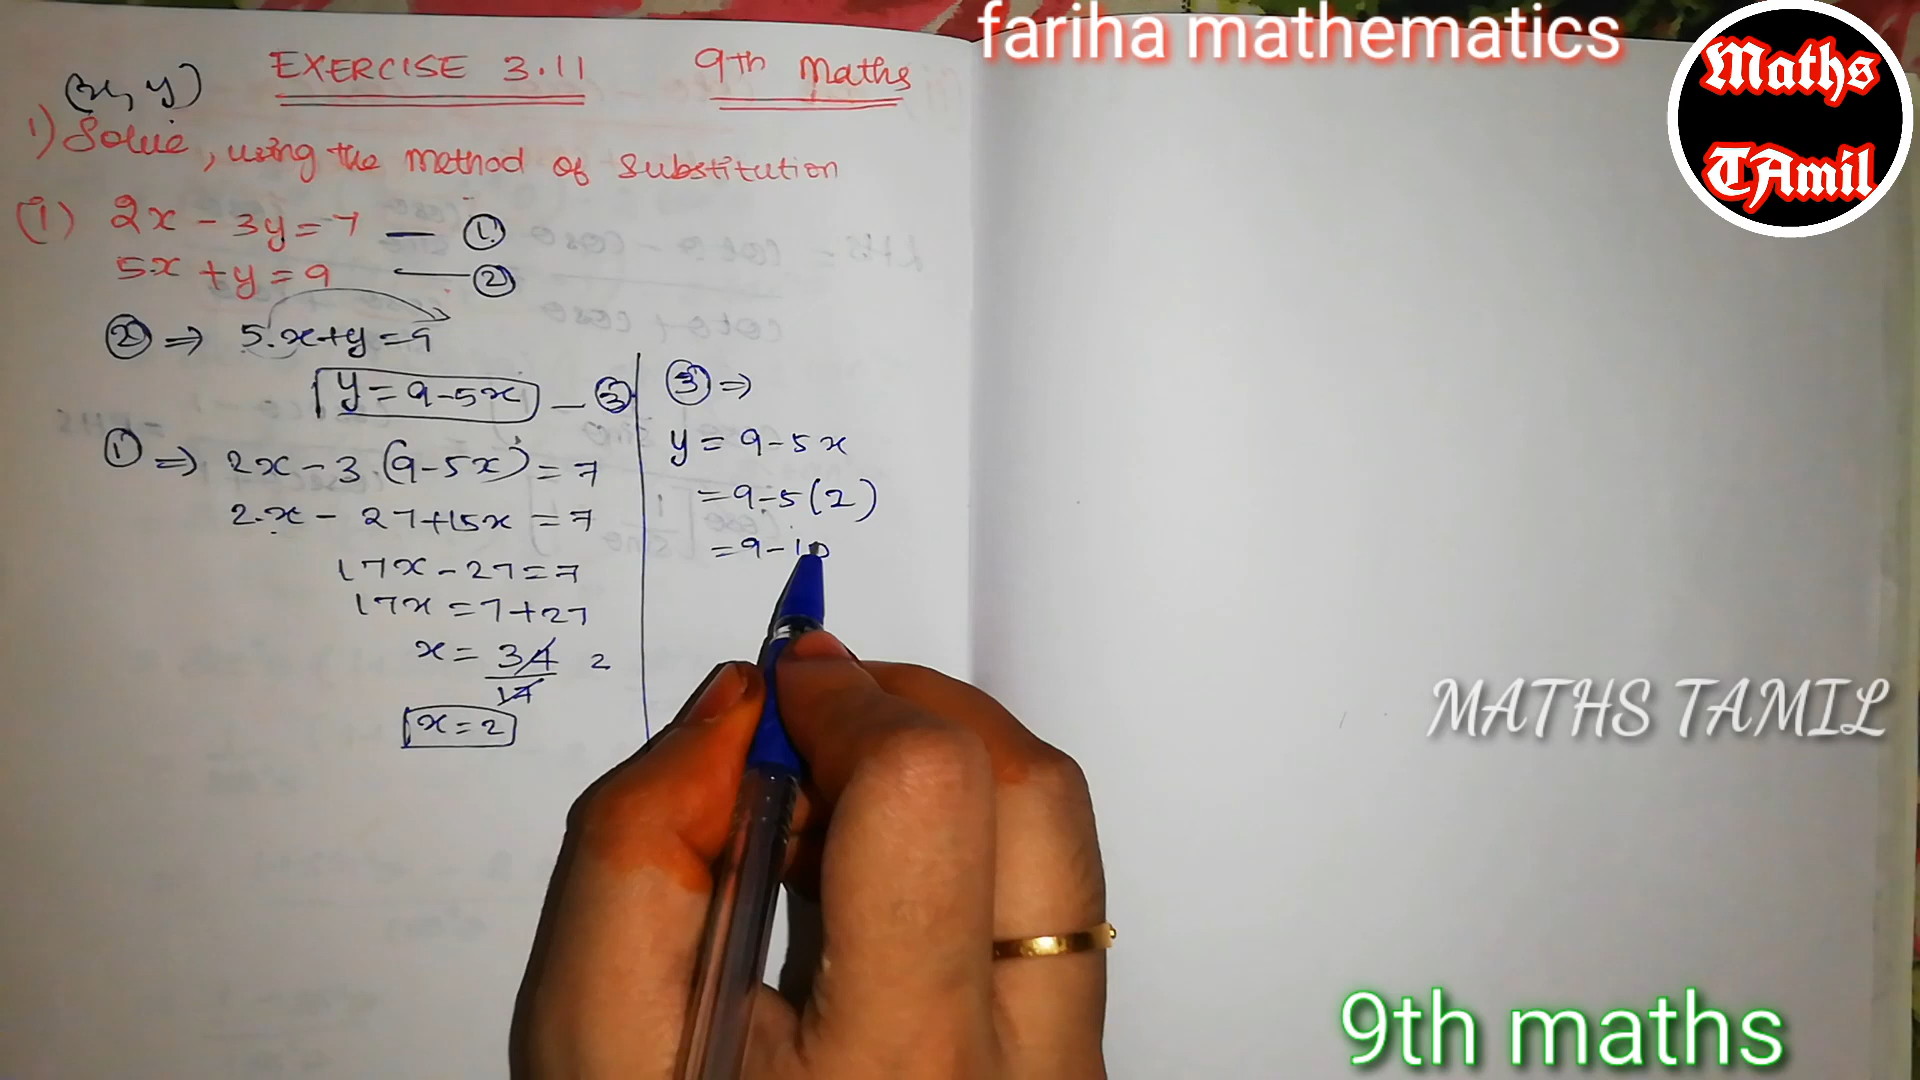 fariha mathematics
Maths
TAmil
EXERCISE 3.11 9th Maths
(x, y)
1) Solve, using the method of substitution
(i) 2x - 3y = 7 — ①
5x + y = 9 — ②
② ⇒ 5x + y = 9
y = 9 - 5x — ③
① ⇒ 2x - 3 (9 - 5x) = 7
2x - 27 + 15x = 7
17x - 27 = 7
17x = 7 + 27
x = 34 2
17
x = 2
③ ⇒
y = 9 - 5x
= 9 - 5(2)
= 9 - 10
MATHS TAMIL
9th maths